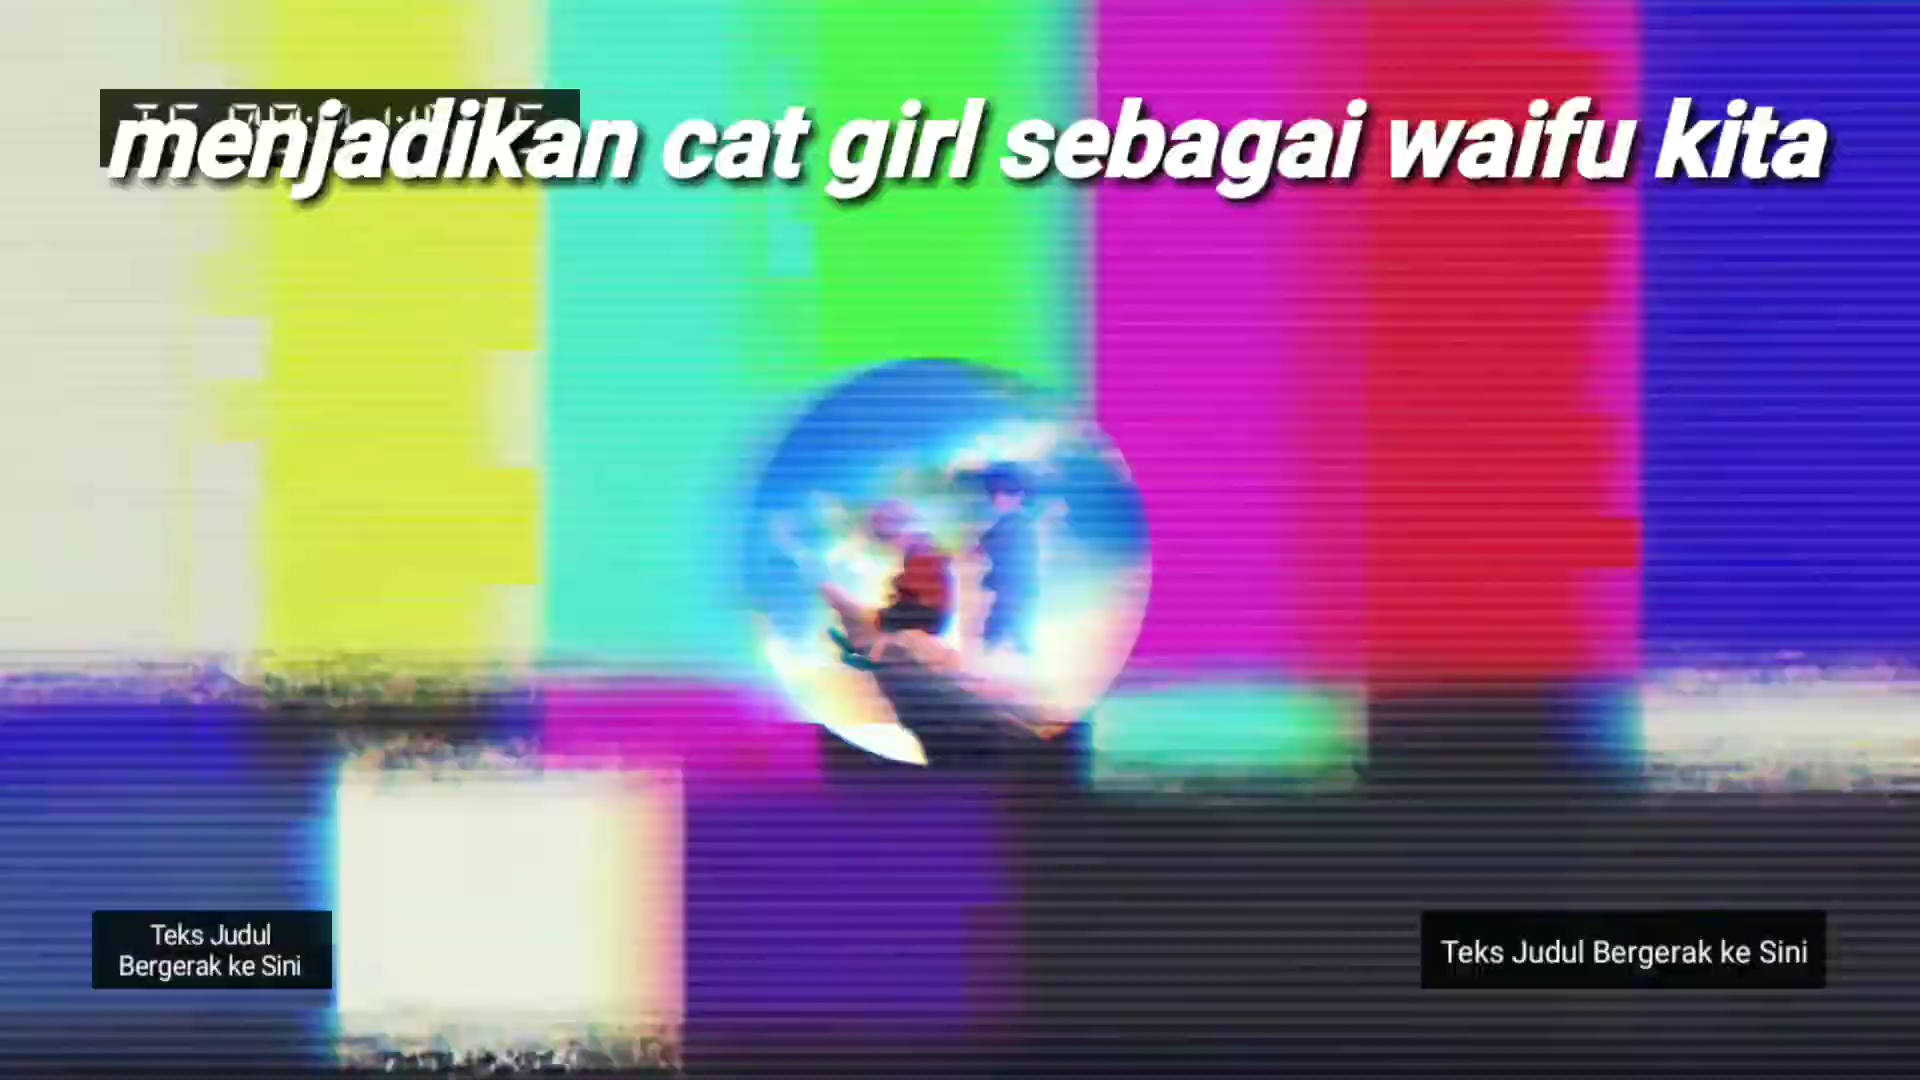 menjadikan cat girl sebagai waifu kita
Teks Judul
Bergerak ke Sini
Teks Judul Bergerak ke Sini